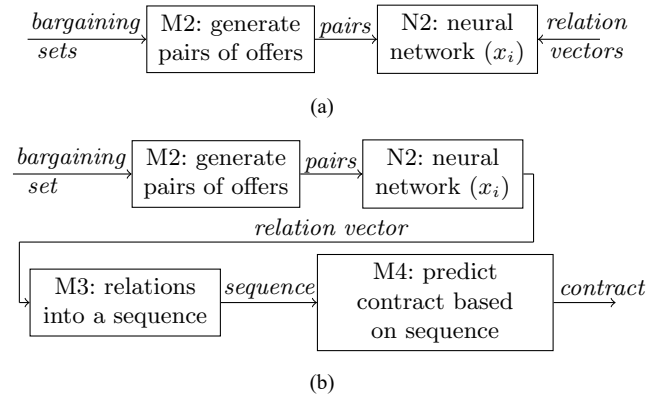 bargaining
sets
M2: generate
pairs of offers
pairs
N2: neural
network (x_i)
relation
vectors
(a)
bargaining
set
M2: generate
pairs of offers
pairs
N2: neural
network (x_i)
relation vector
M3: relations
into a sequence
sequence
M4: predict
contract based
on sequence
contract
(b)